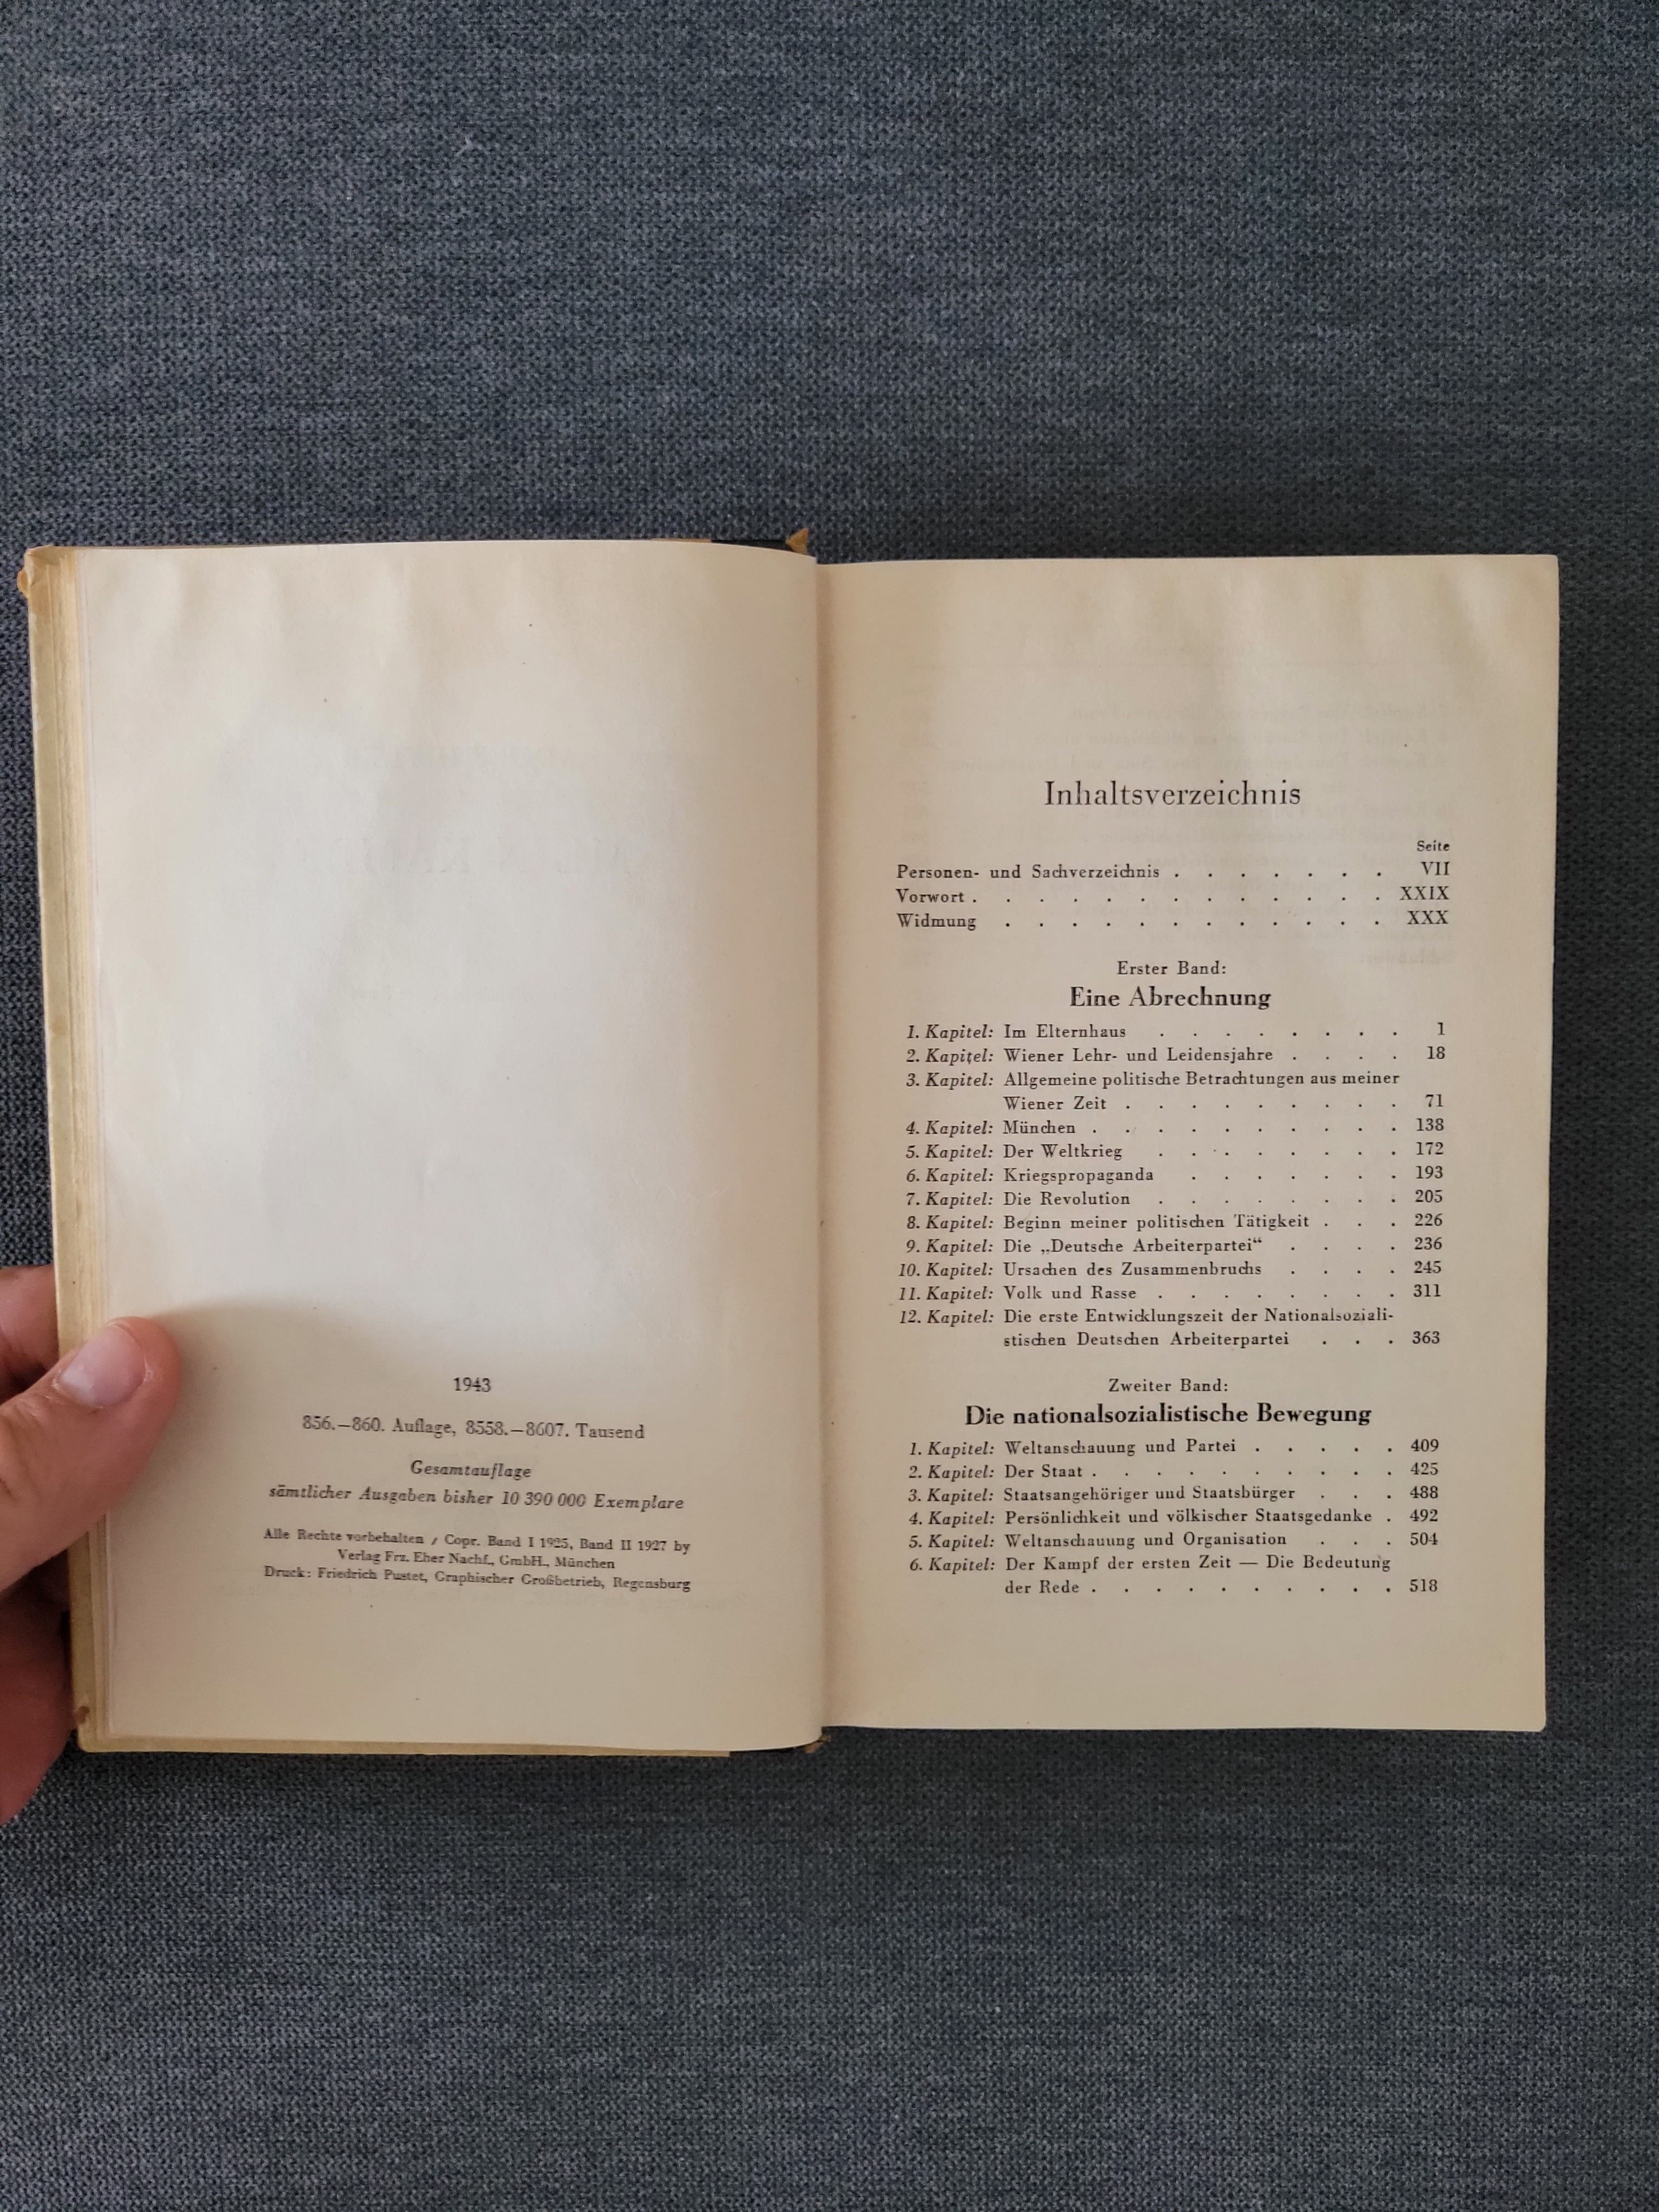 1943
856.–860. Auflage, 8558.–8607. Tausend
Gesamtauflage
sämtlicher Ausgaben bisher 10 390 000 Exemplare
Alle Rechte vorbehalten / Copr. Band I 1925, Band II 1927 by
Verlag Frz. Eher Nachf., GmbH., München
Druck: Friedrich Pustet, Graphischer Großbetrieb, Regensburg
Inhaltsverzeichnis
Seite
Personen- und Sachverzeichnis . . . . . . . VII
Vorwort . . . . . . . . . . . . . XXIX
Widmung . . . . . . . . . . . . XXX
Erster Band:
Eine Abrechnung
1. Kapitel: Im Elternhaus . . . . . . . . 1
2. Kapitel: Wiener Lehr- und Leidensjahre . . . . 18
3. Kapitel: Allgemeine politische Betrachtungen aus meiner
Wiener Zeit . . . . . . . . . 71
4. Kapitel: München . . . . . . . . . . 138
5. Kapitel: Der Weltkrieg . . . . . . . . 172
6. Kapitel: Kriegspropaganda . . . . . . . 193
7. Kapitel: Die Revolution . . . . . . . . 205
8. Kapitel: Beginn meiner politischen Tätigkeit . . . 226
9. Kapitel: Die „Deutsche Arbeiterpartei“ . . . . 236
10. Kapitel: Ursachen des Zusammenbruchs . . . . 245
11. Kapitel: Volk und Rasse . . . . . . . . 311
12. Kapitel: Die erste Entwicklungszeit der Nationalsoziali-
stischen Deutschen Arbeiterpartei . . . 363
Zweiter Band:
Die nationalsozialistische Bewegung
1. Kapitel: Weltanschauung und Partei . . . . . 409
2. Kapitel: Der Staat . . . . . . . . . . 425
3. Kapitel: Staatsangehöriger und Staatsbürger . . . 488
4. Kapitel: Persönlichkeit und völkischer Staatsgedanke . 492
5. Kapitel: Weltanschauung und Organisation . . . 504
6. Kapitel: Der Kampf der ersten Zeit — Die Bedeutung
der Rede . . . . . . . . . . 518